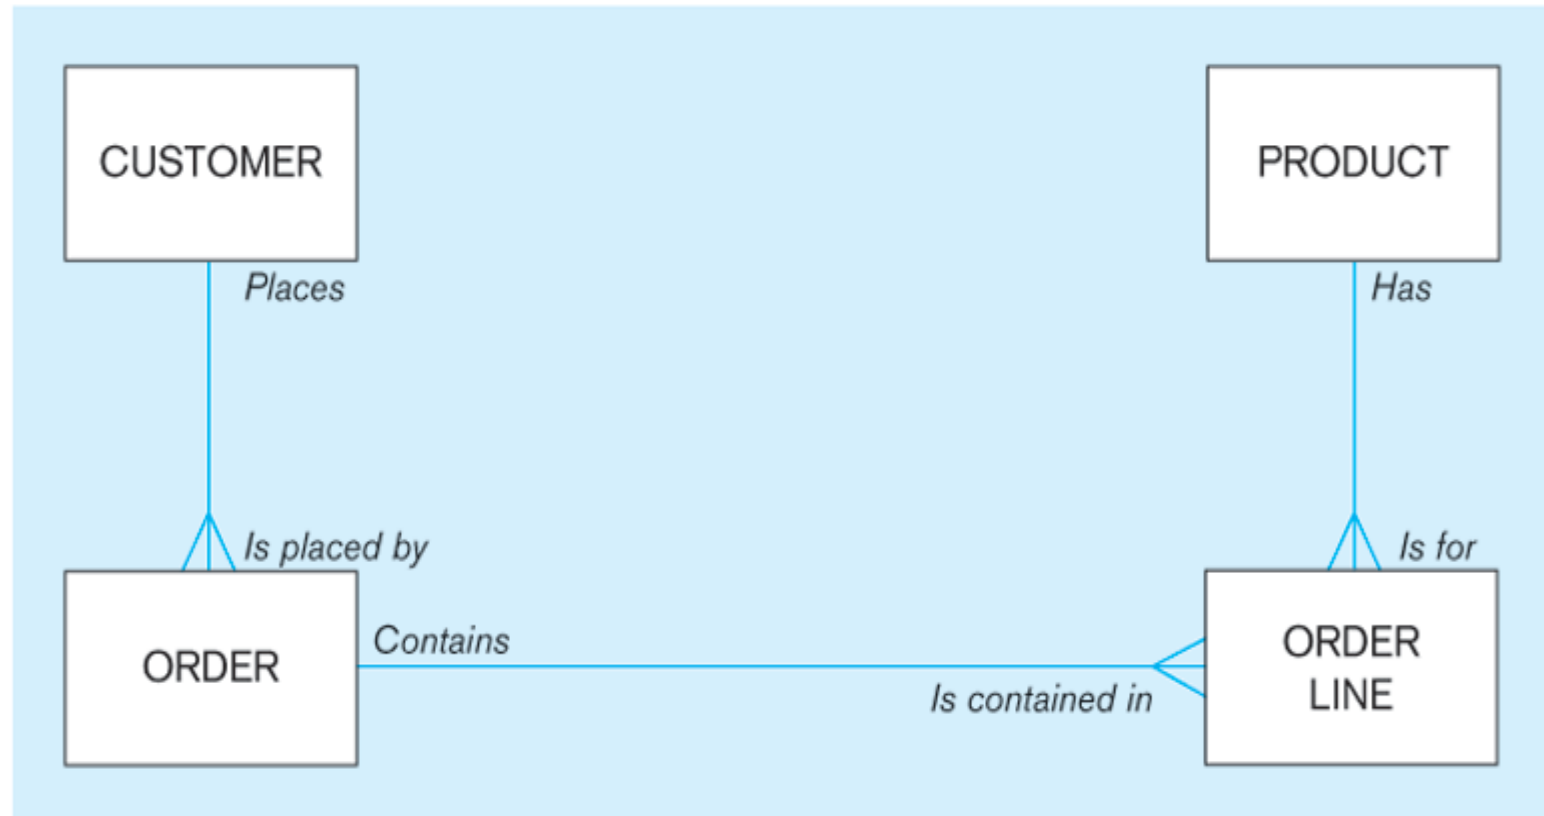 CUSTOMER
PRODUCT
Places
Has
Is placed by
Is for
ORDER
Contains
Is contained in
ORDER
LINE